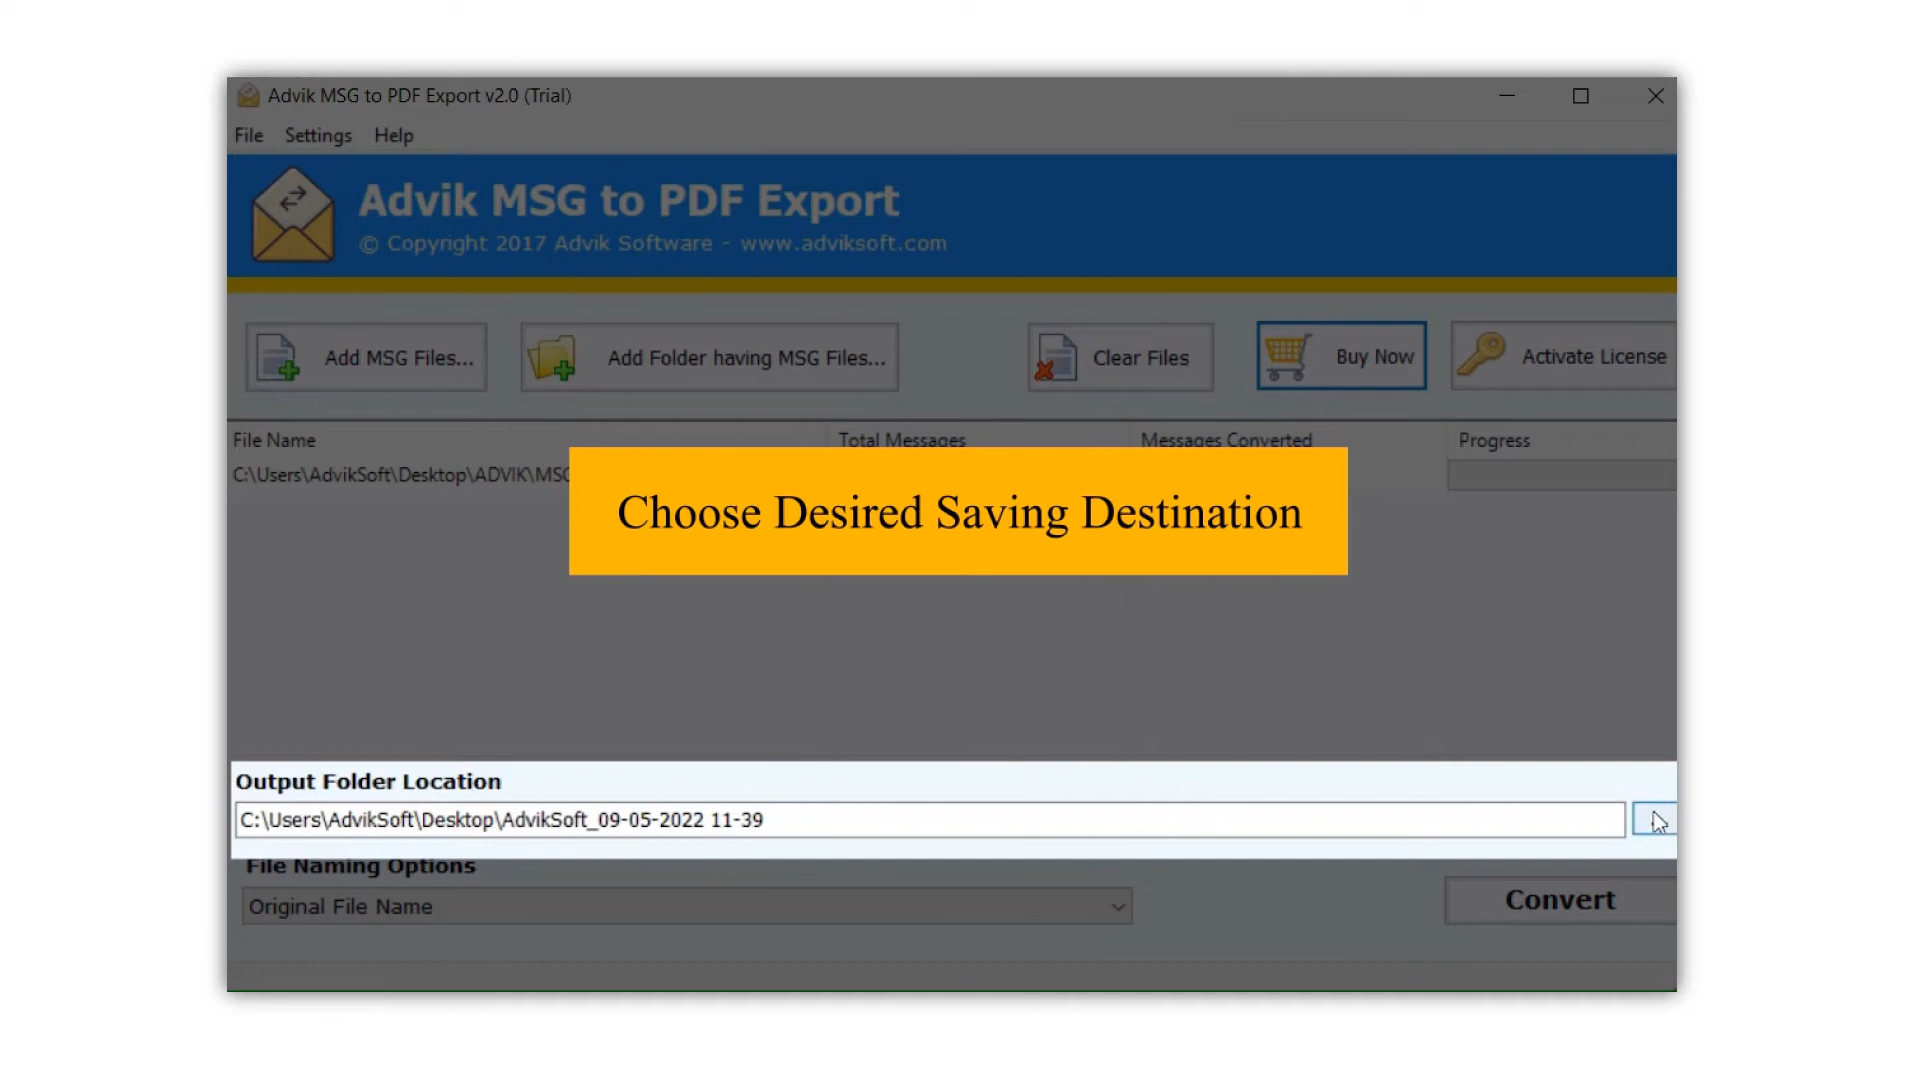 Advik MSG to PDF Export v2.0 (Trial)
File Settings Help
Advik MSG to PDF Export
© Copyright 2017 Advik Software - www.adviksoft.com
Add MSG Files... Add Folder having MSG Files... Clear Files Buy Now Activate License
File Name Total Messages Messages Converted Progress
C:\Users\AdvikSoft\Desktop\ADVIK\MSG
Choose Desired Saving Destination
Output Folder Location
C:\Users\AdvikSoft\Desktop\AdvikSoft_09-05-2022 11-39
File Naming Options
Original File Name
Convert